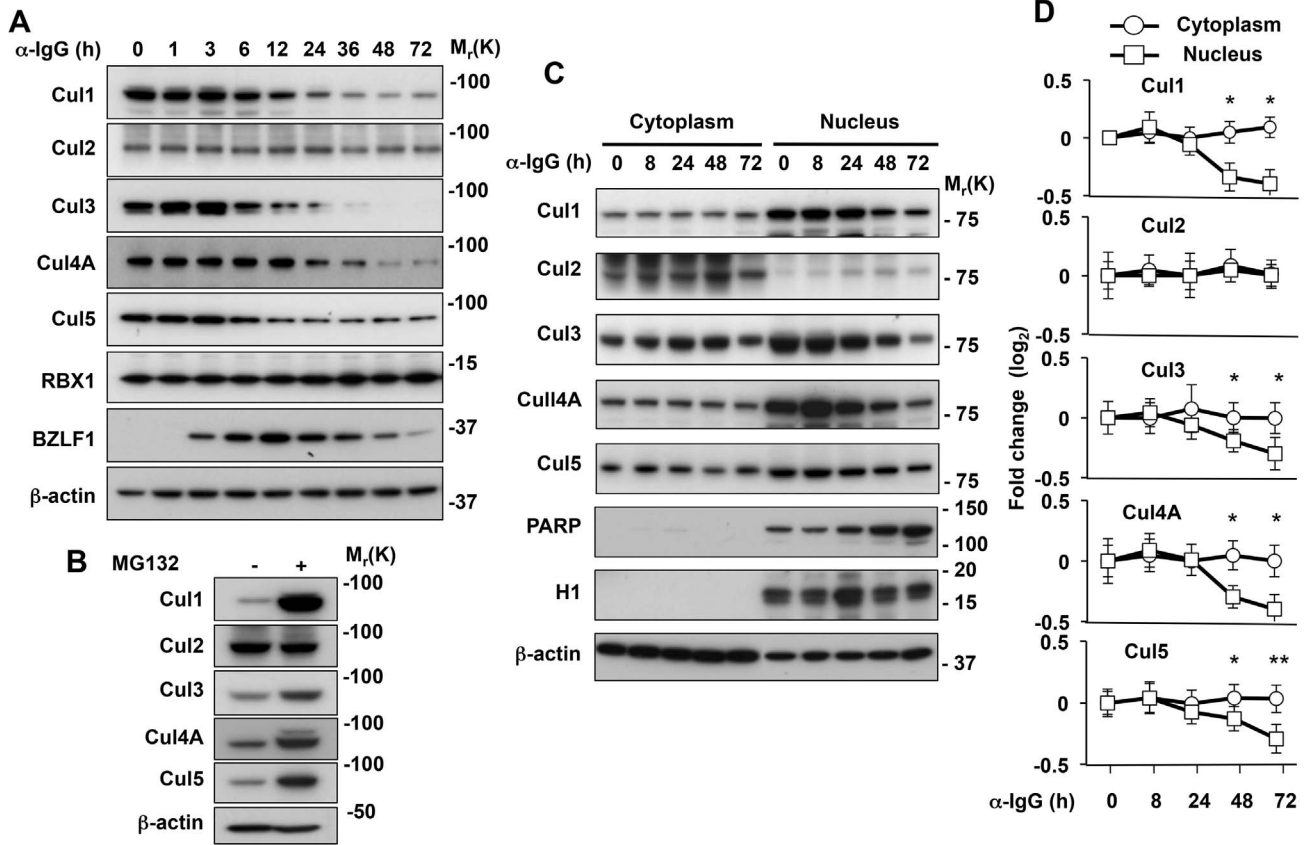 A
α-IgG (h) 0 1 3 6 12 24 36 48 72 Mr(K)
Cul1 -100
Cul2 -100
Cul3 -100
Cul4A -100
Cul5 -100
RBX1 -15
BZLF1 -37
β-actin -37
B
MG132 - + Mr(K)
Cul1 -100
Cul2 -100
Cul3 -100
Cul4A -100
Cul5 -100
β-actin -50
C
Cytoplasm Nucleus
α-IgG (h) 0 8 24 48 72 0 8 24 48 72
Mr(K)
Cul1 - 75
Cul2 - 75
Cul3 - 75
Cull4A - 75
Cul5 - 75
PARP - 150
- 100
H1 - 20
- 15
β-actin - 37
D
Cytoplasm
Nucleus
Fold change (log2)
0.5 Cul1 * *
0
-0.5
0.5 Cul2
0
-0.5
0.5 Cul3 * *
0
-0.5
0.5 Cul4A * *
0
-0.5
0.5 Cul5 * **
0
-0.5
α-IgG (h) 0 8 24 48 72